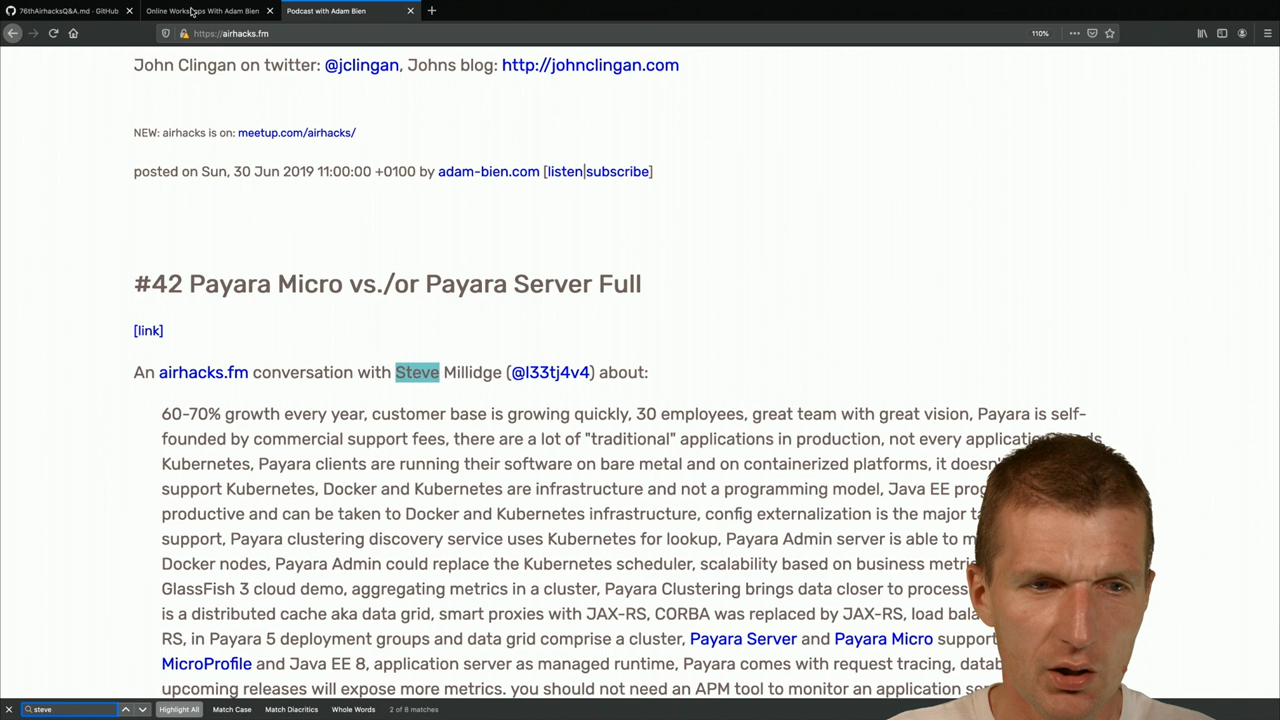 76thAirhacksQ&A.md · GitHub
Online Workshops With Adam Bien
Podcast with Adam Bien
https://airhacks.fm
110%
John Clingan on twitter: @jclingan, Johns blog: http://johnclingan.com
NEW: airhacks is on: meetup.com/airhacks/
posted on Sun, 30 Jun 2019 11:00:00 +0100 by adam-bien.com [listen|subscribe]
#42 Payara Micro vs./or Payara Server Full
[link]
An airhacks.fm conversation with Steve Millidge (@l33tj4v4) about:
60-70% growth every year, customer base is growing quickly, 30 employees, great team with great vision, Payara is self-
founded by commercial support fees, there are a lot of "traditional" applications in production, not every
Kubernetes, Payara clients are running their software on bare metal and on containerized platforms, it
support Kubernetes, Docker and Kubernetes are infrastructure and not a programming model, Java EE
productive and can be taken to Docker and Kubernetes infrastructure, config externalization is the major
support, Payara clustering discovery service uses Kubernetes for lookup, Payara Admin server is able to
Docker nodes, Payara Admin could replace the Kubernetes scheduler, scalability based on business
GlassFish 3 cloud demo, aggregating metrics in a cluster, Payara Clustering brings data closer to
is a distributed cache aka data grid, smart proxies with JAX-RS, CORBA was replaced by JAX-RS, load
RS, in Payara 5 deployment groups and data grid comprise a cluster, Payara Server and Payara Micro
MicroProfile and Java EE 8, application server as managed runtime, Payara comes with request tracing,
upcoming releases will expose more metrics. you should not need an APM tool to monitor an application
steve
Highlight All
Match Case
Match Diacritics
Whole Words
2 of 8 matches